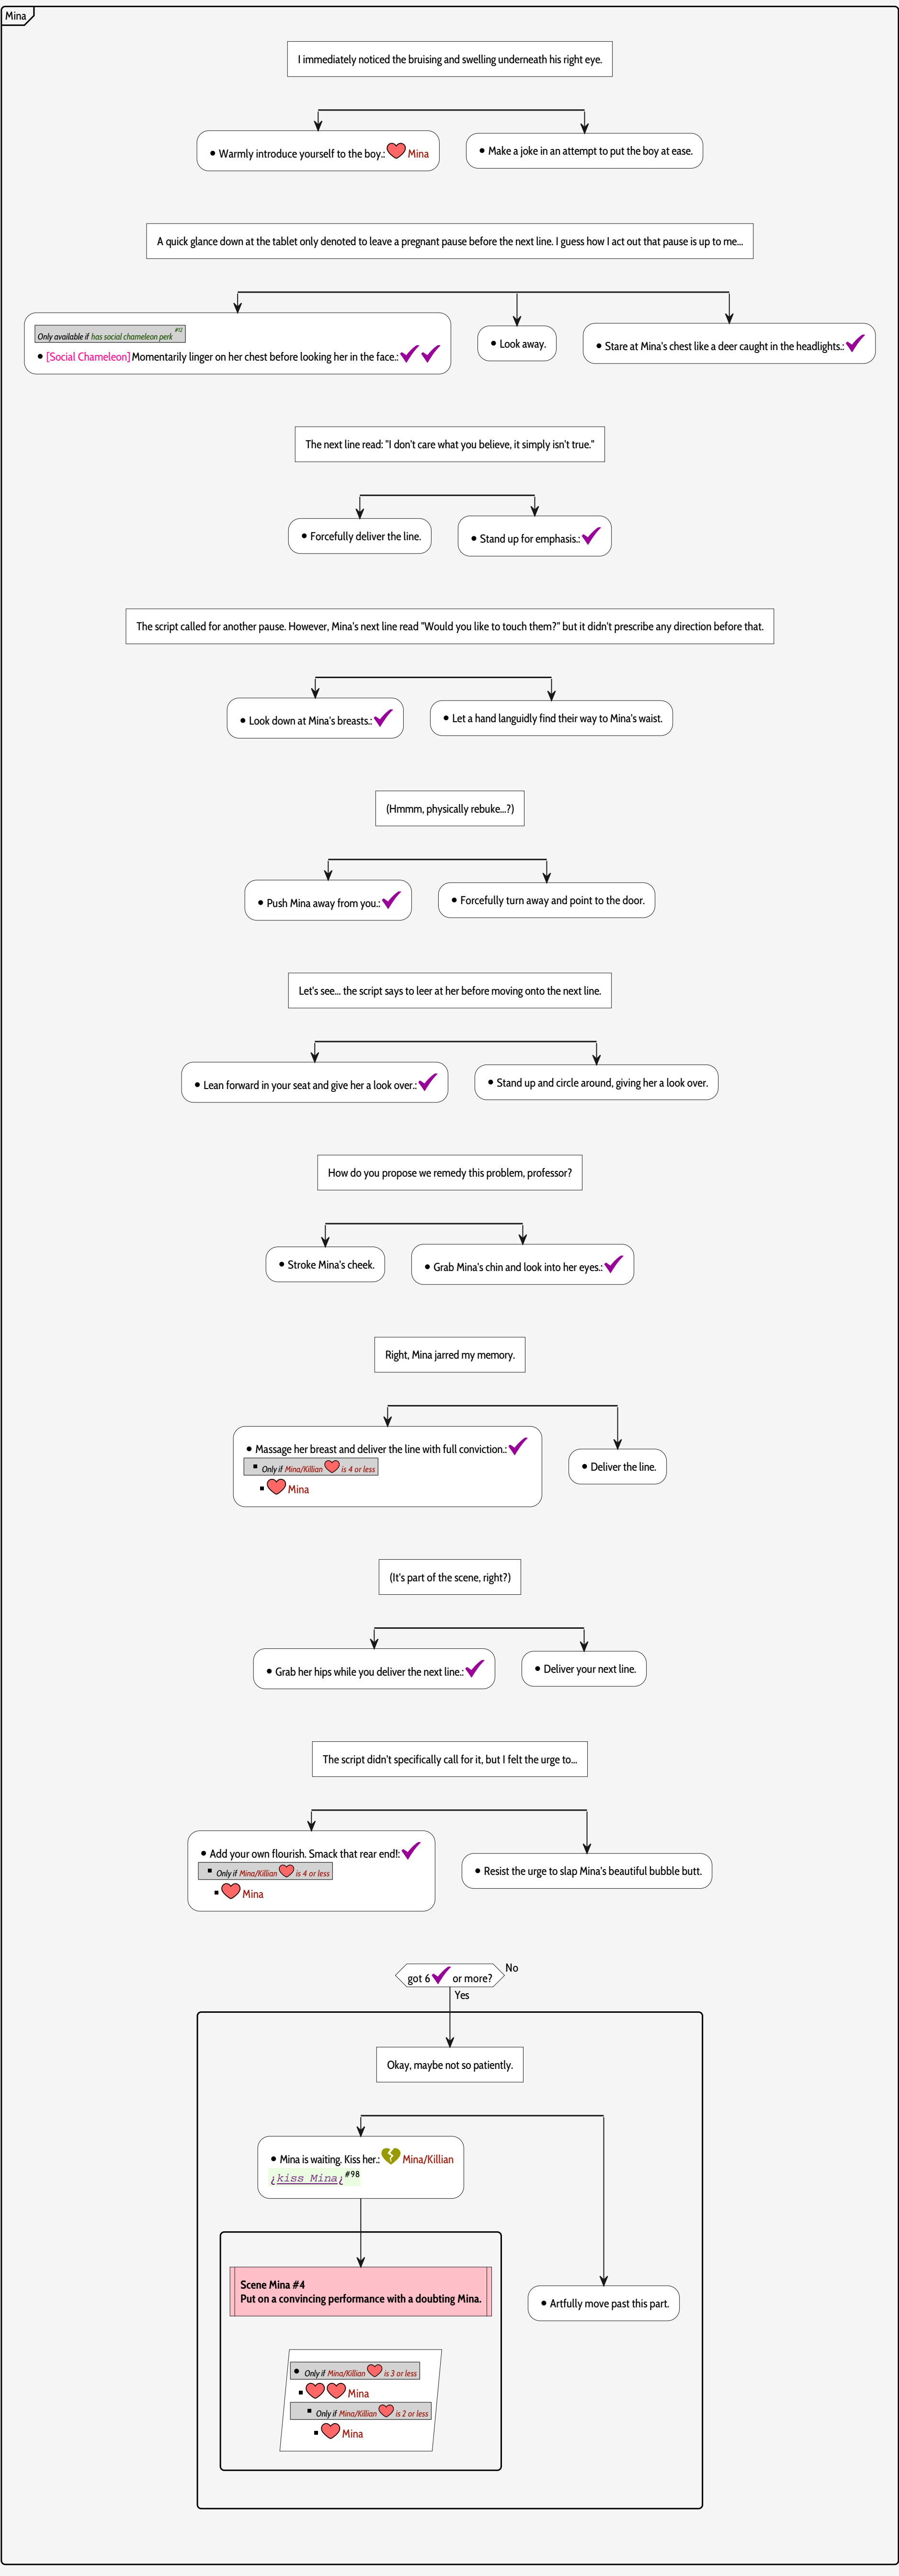 Mina
I immediately noticed the bruising and swelling underneath his right eye.
Warmly introduce yourself to the boy.: Mina
Make a joke in an attempt to put the boy at ease.
A quick glance down at the tablet only denoted to leave a pregnant pause before the next line. I guess how I act out that pause is up to me...
Only available if has social chameleon perk #12
[Social Chameleon] Momentarily linger on her chest before looking her in the face.:
Look away.
Stare at Mina's chest like a deer caught in the headlights.:
The next line read: "I don't care what you believe, it simply isn't true."
Forcefully deliver the line.
Stand up for emphasis.:
The script called for another pause. However, Mina's next line read "Would you like to touch them?" but it didn't prescribe any direction before that.
Look down at Mina's breasts.:
Let a hand languidly find their way to Mina's waist.
(Hmmm, physically rebuke...?)
Push Mina away from you.:
Forcefully turn away and point to the door.
Let's see... the script says to leer at her before moving onto the next line.
Lean forward in your seat and give her a look over.:
Stand up and circle around, giving her a look over.
How do you propose we remedy this problem, professor?
Stroke Mina's cheek.
Grab Mina's chin and look into her eyes.:
Right, Mina jarred my memory.
Massage her breast and deliver the line with full conviction.:
Only if Mina/Killian is 4 or less
Mina
Deliver the line.
(It's part of the scene, right?)
Grab her hips while you deliver the next line.:
Deliver your next line.
The script didn't specifically call for it, but I felt the urge to...
Add your own flourish. Smack that rear end!:
Only if Mina/Killian is 4 or less
Mina
Resist the urge to slap Mina's beautiful bubble butt.
got 6 or more?
No
Yes
Okay, maybe not so patiently.
Mina is waiting. Kiss her.: Mina/Killian
¿kiss Mina¿ #98
Scene Mina #4
Put on a convincing performance with a doubting Mina.
Artfully move past this part.
Only if Mina/Killian is 3 or less
Mina
Only if Mina/Killian is 2 or less
Mina